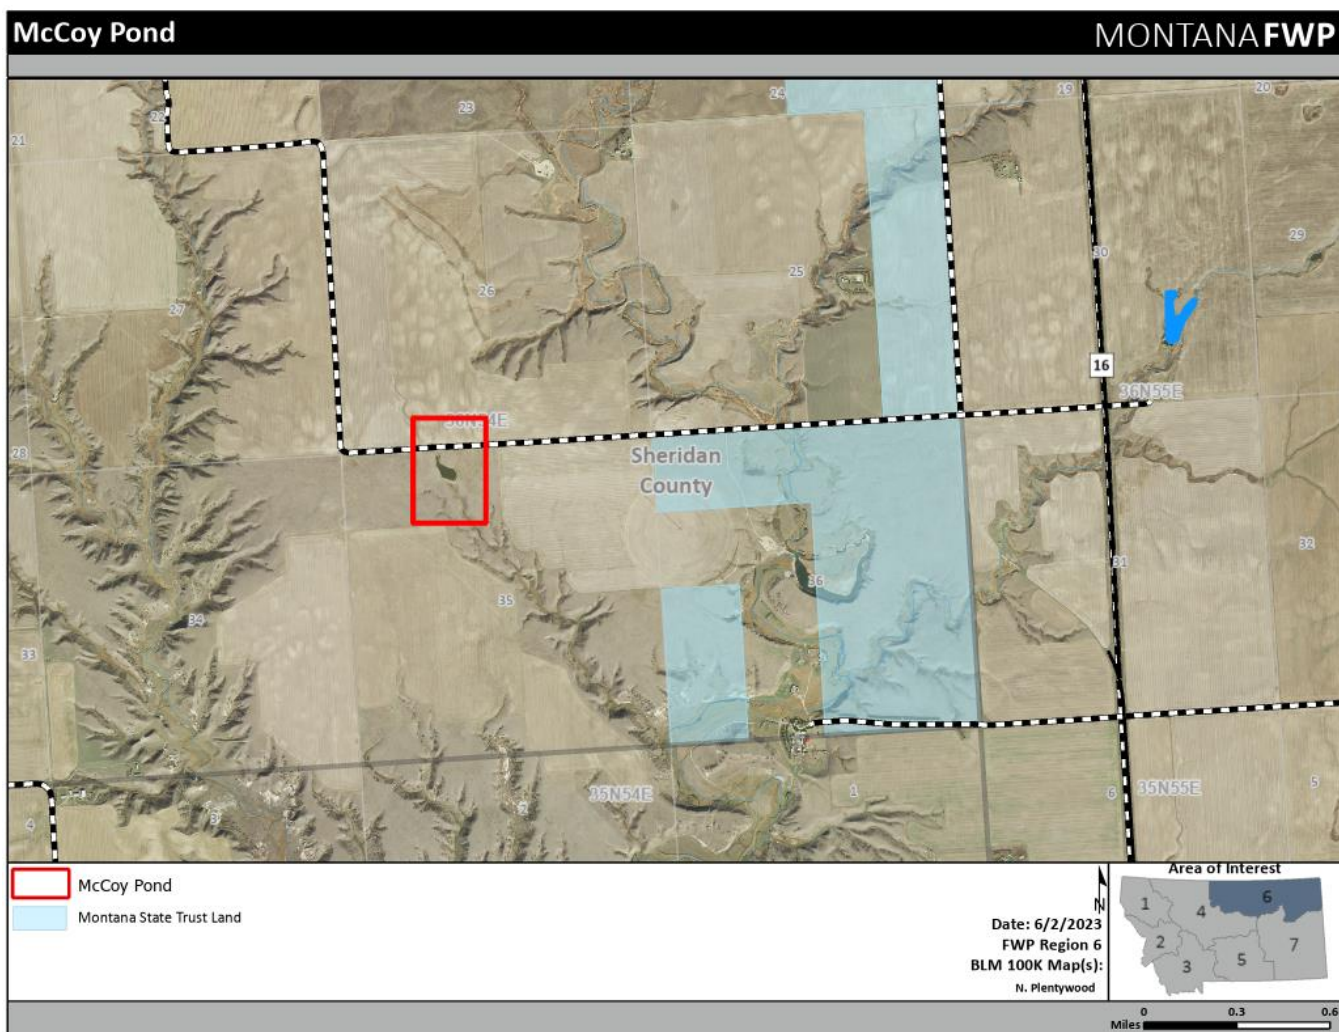 McCoy Pond
MONTANA FWP
22
23
24
19
20
21
29
30
25
26
27
16
36N55E
36N54E
28
Sheridan
County
32
31
36
35
34
33
35N54E
1
6
35N55E
5
4
3
2
McCoy Pond
Montana State Trust Land
N
Date: 6/2/2023
FWP Region 6
BLM 100K Map(s):
N. Plentywood
Area of Interest
1
4
6
2
3
5
7
0 0.3 0.6
Miles